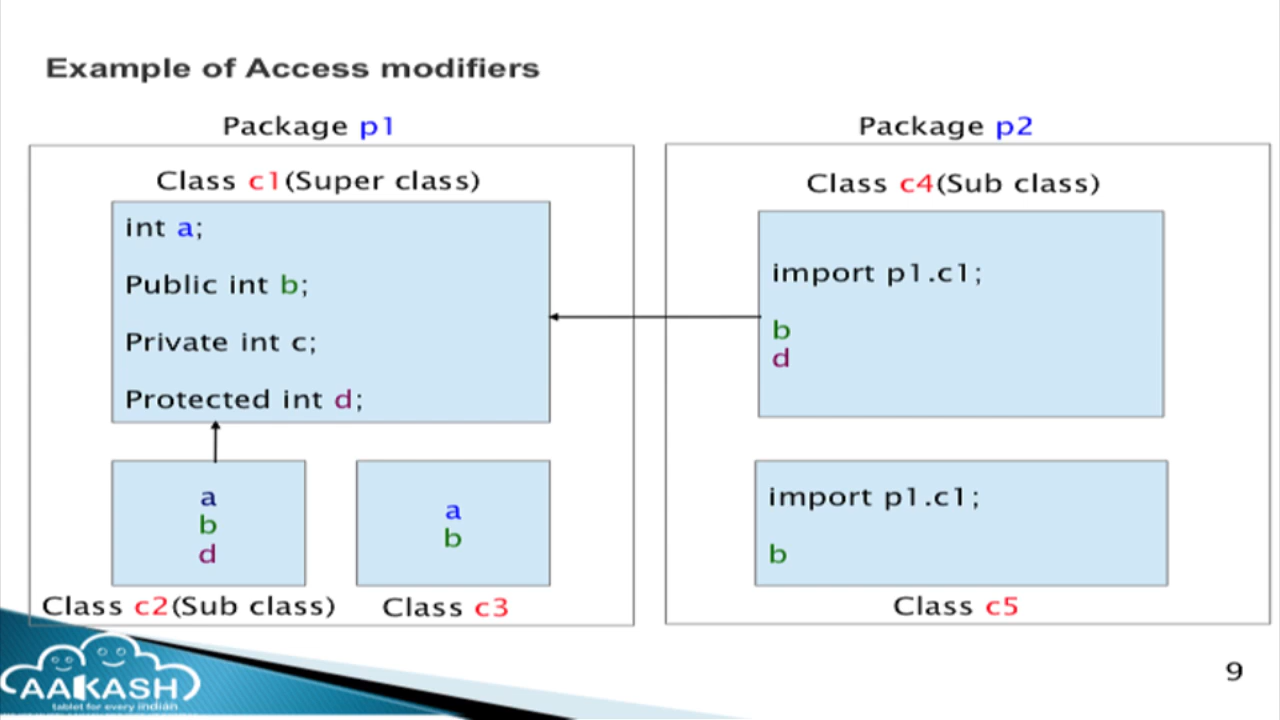 Example of Access modifiers
Package p1
Class c1(Super class)
int a;
Public int b;
Private int c;
Protected int d;
a
b
d
Class c2(Sub class)
a
b
Class c3
Package p2
Class c4(Sub class)
import p1.c1;
b
d
import p1.c1;
b
Class c5
AAKASH
tablet for every indian
9